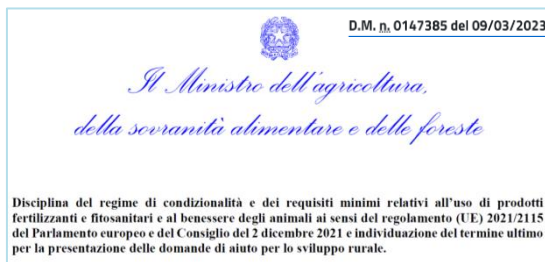 D.M. n. 0147385 del 09/03/2023
Il Ministro dell'agricoltura,
della sovranità alimentare e delle foreste
Disciplina del regime di condizionalità e dei requisiti minimi relativi all'uso di prodotti
fertilizzanti e fitosanitari e al benessere degli animali ai sensi del regolamento (UE) 2021/2115
del Parlamento europeo e del Consiglio del 2 dicembre 2021 e individuazione del termine ultimo
per la presentazione delle domande di aiuto per lo sviluppo rurale.